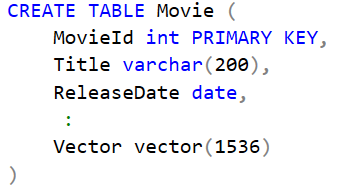 CREATE TABLE Movie (
    MovieId int PRIMARY KEY,
    Title varchar(200),
    ReleaseDate date,
     :
    Vector vector(1536)
)